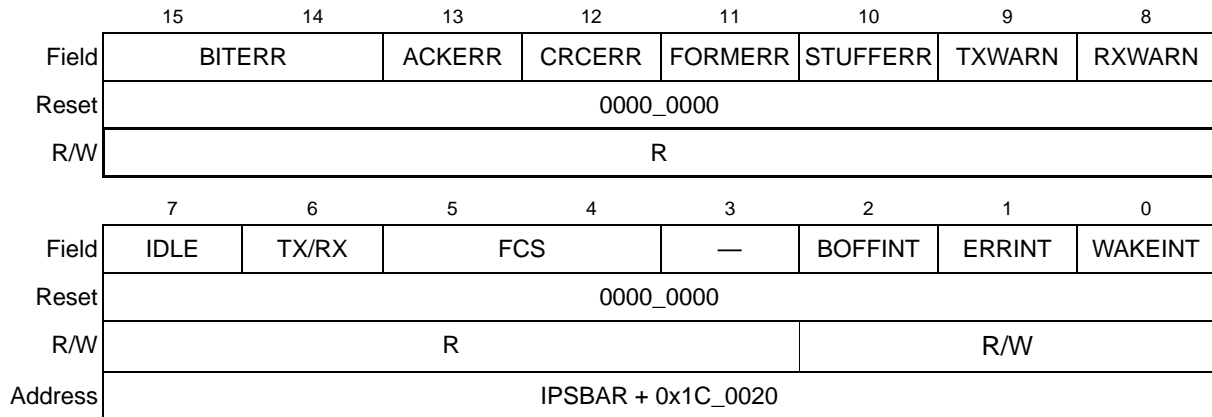 15 14 13 12 11 10 9 8
Field BITERR ACKERR CRCERR FORMERR STUFFERR TXWARN RXWARN
Reset 0000_0000
R/W R
7 6 5 4 3 2 1 0
Field IDLE TX/RX FCS — BOFFINT ERRINT WAKEINT
Reset 0000_0000
R/W R R/W
Address IPSBAR + 0x1C_0020